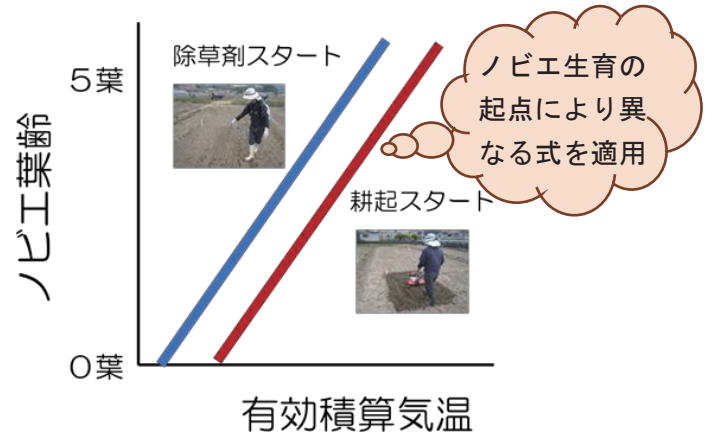 除草剤スタート
ノビエ生育の
起点により異
なる式を適用
5葉
ノビエ葉齢
耕起スタート
0葉
有効積算気温